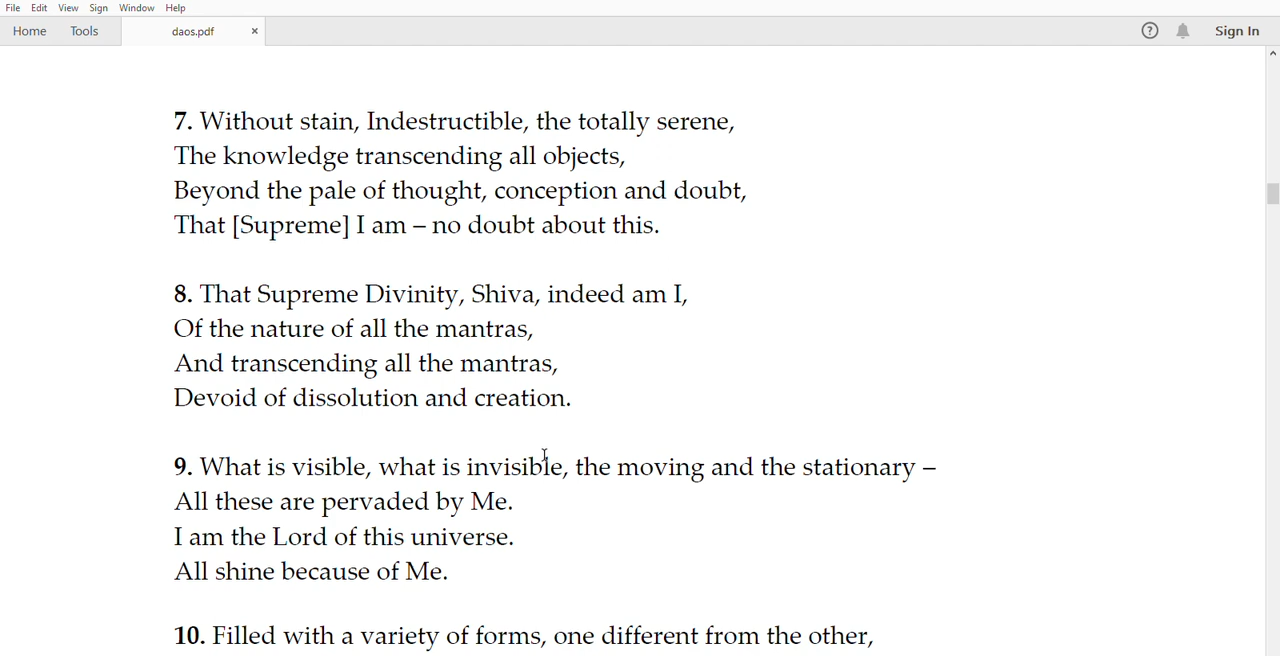 File Edit View Sign Window Help
Home Tools daos.pdf × ? Sign In
7. Without stain, Indestructible, the totally serene,
The knowledge transcending all objects,
Beyond the pale of thought, conception and doubt,
That [Supreme] I am – no doubt about this.
8. That Supreme Divinity, Shiva, indeed am I,
Of the nature of all the mantras,
And transcending all the mantras,
Devoid of dissolution and creation.
9. What is visible, what is invisible, the moving and the stationary –
All these are pervaded by Me.
I am the Lord of this universe.
All shine because of Me.
10. Filled with a variety of forms, one different from the other,